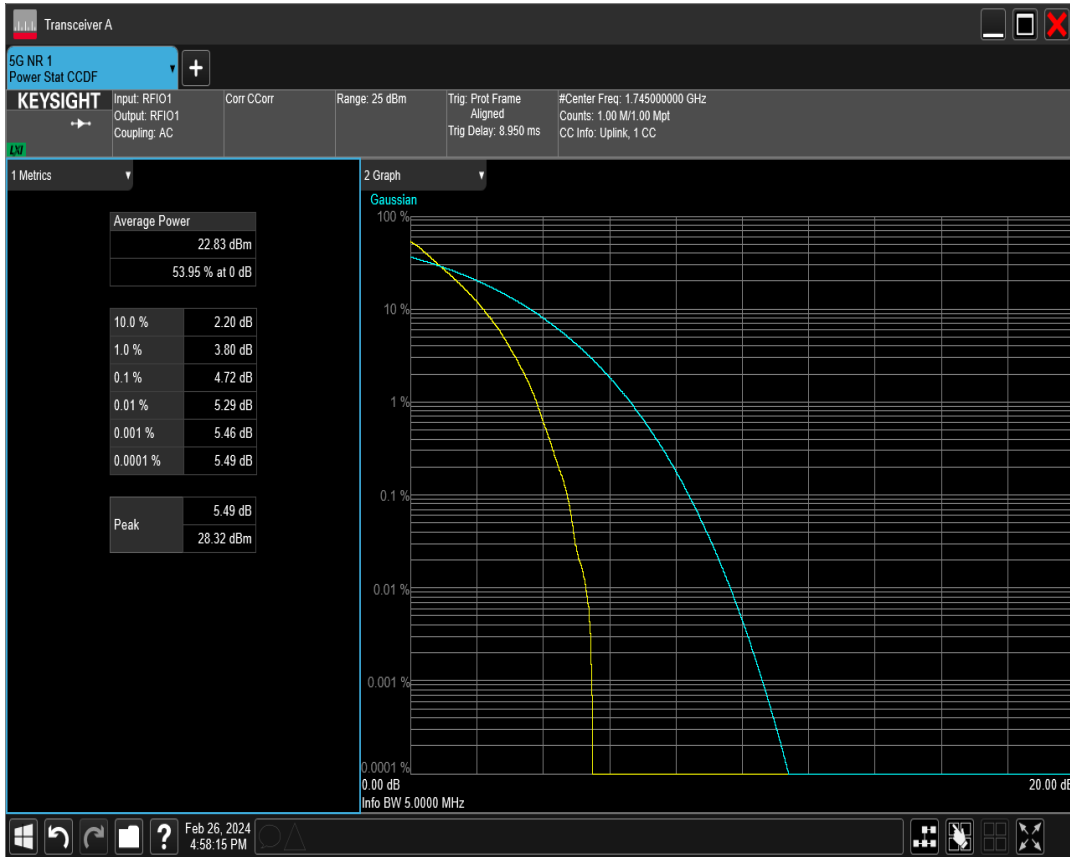 Transceiver A
5G NR 1
Power Stat CCDF
+
KEYSIGHT
LXI
Input: RFIO1
Output: RFIO1
Coupling: AC
Corr CCorr
Range: 25 dBm
Trig: Prot Frame
Aligned
Trig Delay: 8.950 ms
#Center Freq: 1.745000000 GHz
Counts: 1.00 M/1.00 Mpt
CC Info: Uplink, 1 CC
1 Metrics
Average Power
22.83 dBm
53.95 % at 0 dB
10.0 % 2.20 dB
1.0 % 3.80 dB
0.1 % 4.72 dB
0.01 % 5.29 dB
0.001 % 5.46 dB
0.0001 % 5.49 dB
Peak
5.49 dB
28.32 dBm
2 Graph
Gaussian
100 %
10 %
1 %
0.1 %
0.01 %
0.001 %
0.0001 %
0.00 dB 20.00 dB
Info BW 5.0000 MHz
?
Feb 26, 2024
4:58:15 PM